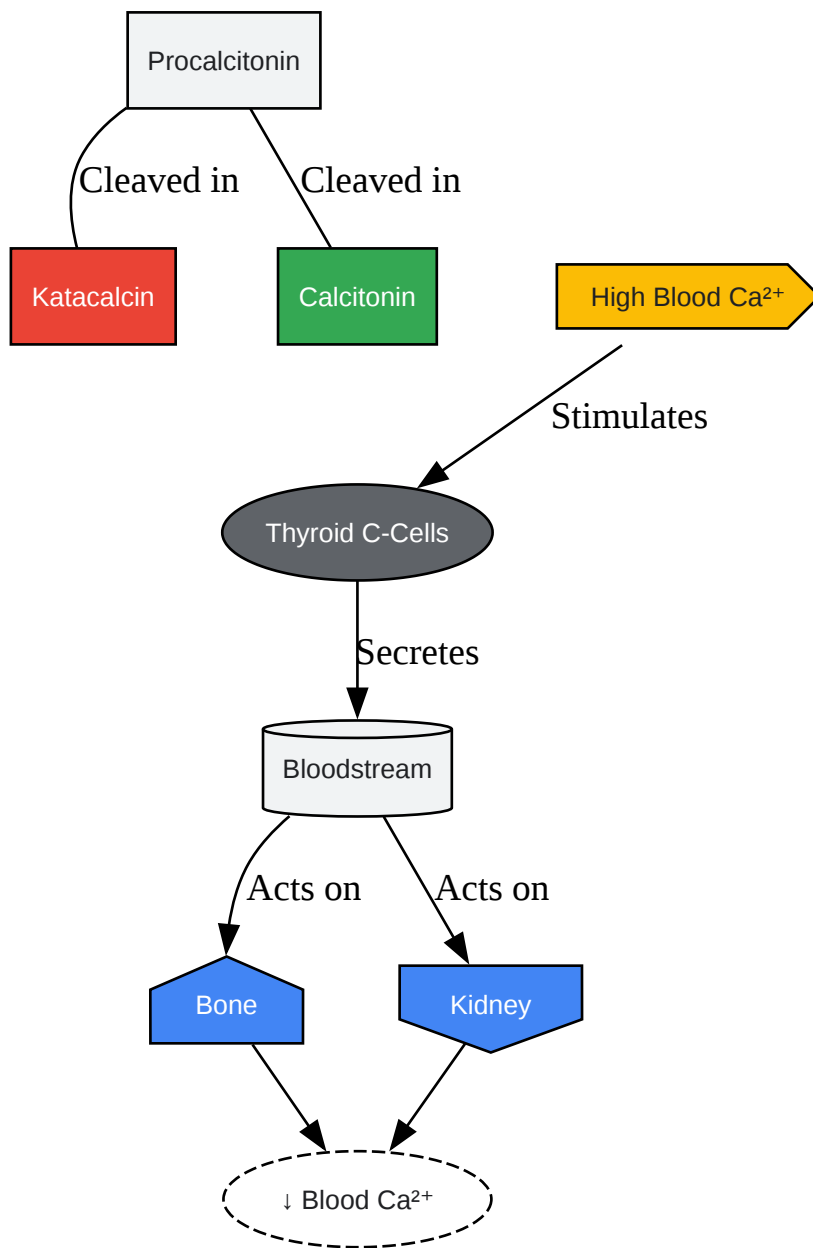 Procalcitonin
Cleaved in
Cleaved in
Katacalcin
Calcitonin
High Blood Ca²⁺
Stimulates
Thyroid C-Cells
Secretes
Bloodstream
Acts on
Acts on
Bone
Kidney
↓ Blood Ca²⁺